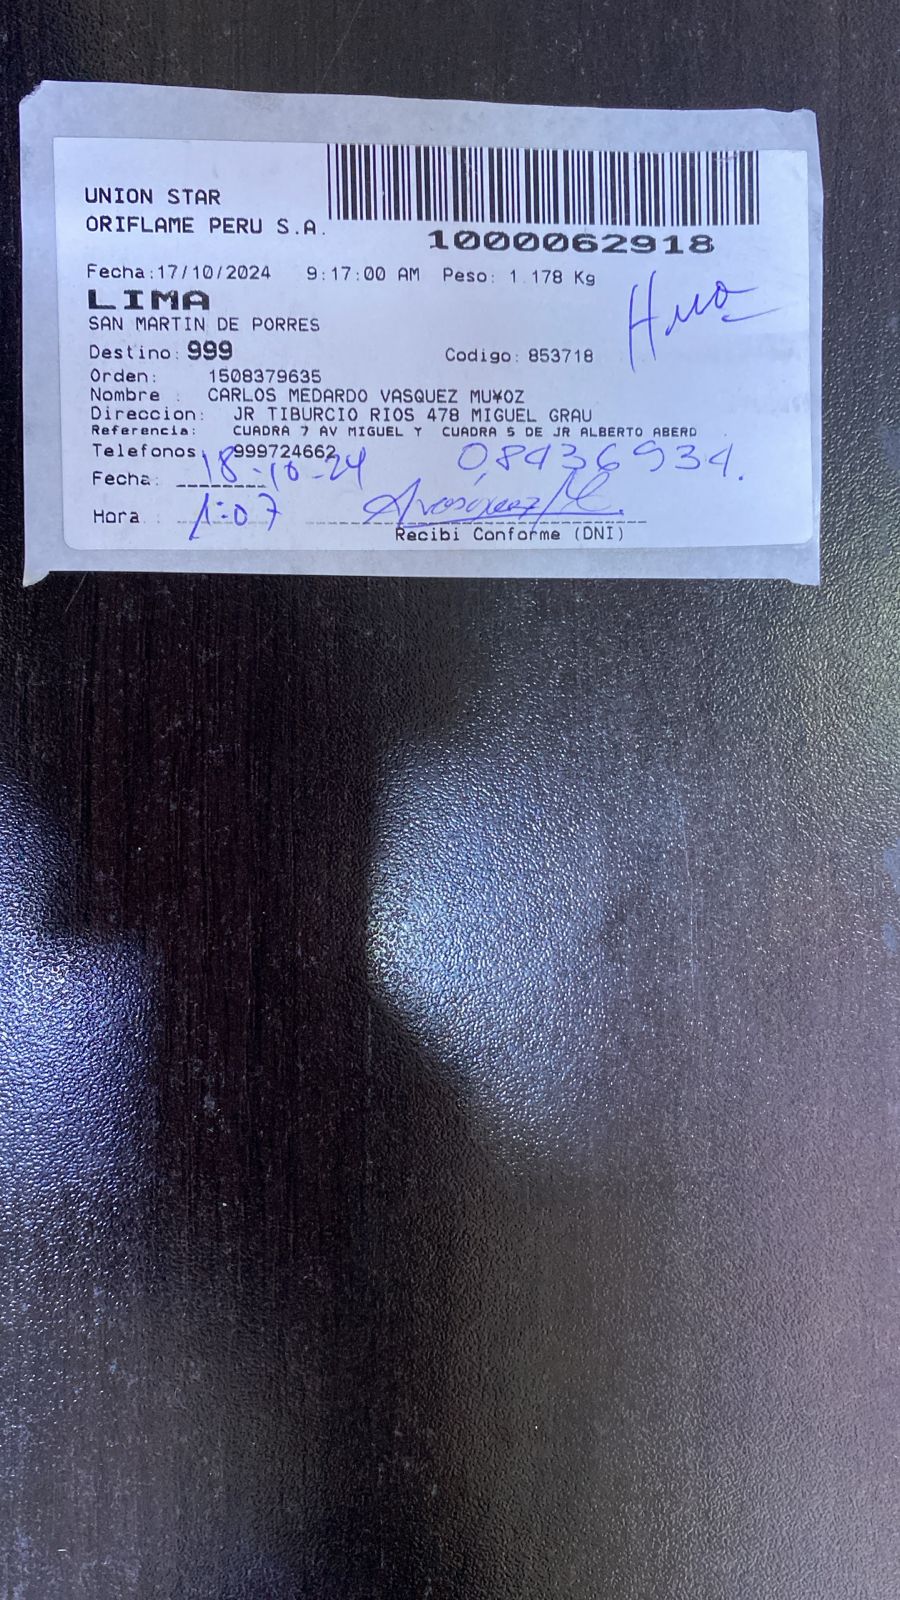 UNION STAR
ORIFLAME PERU S.A.
1000062918
Fecha:17/10/2024 9:17:00 AM Peso: 1.178 Kg
LIMA
SAN MARTIN DE PORRES
Hno
Destino: 999 Codigo: 853718
Orden: 1508379635
Nombre : CARLOS MEDARDO VASQUEZ MU¥OZ
Direccion: JR TIBURCIO RIOS 478 MIGUEL GRAU
Referencia: CUADRA 7 AV MIGUEL Y CUADRA 5 DE JR ALBERTO ABERD
Telefonos 999724662 08436934.
Fecha: 18-10-24
Hora : 1:07
Recibi Conforme (DNI)